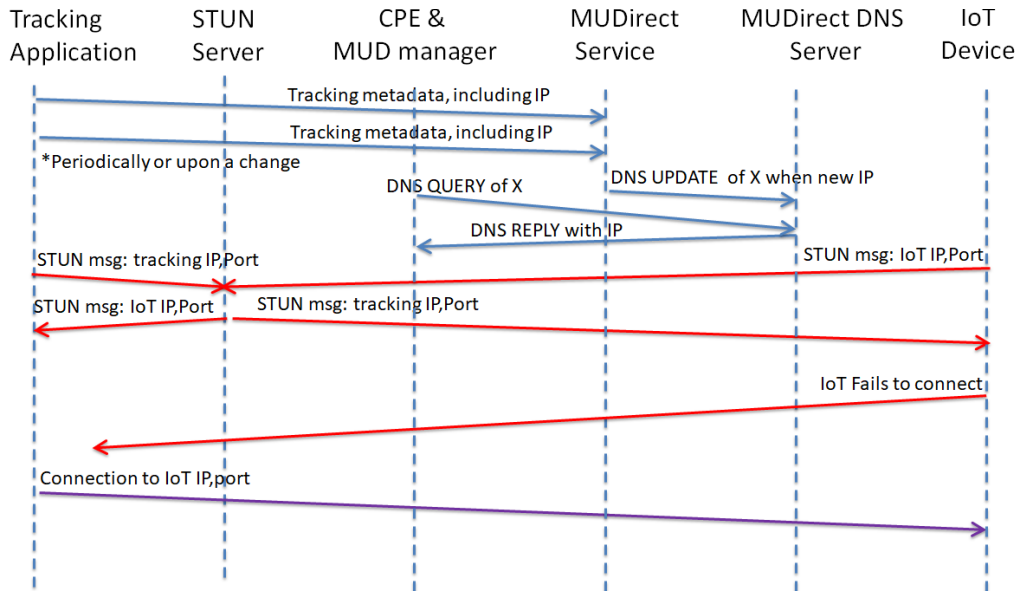 Tracking
Application
STUN
Server
CPE &
MUD manager
MUDirect
Service
MUDirect DNS
Server
IoT
Device
Tracking metadata, including IP
Tracking metadata, including IP
*Periodically or upon a change
DNS UPDATE of X when new IP
DNS QUERY of X
DNS REPLY with IP
STUN msg: tracking IP,Port
STUN msg: IoT IP,Port
STUN msg: IoT IP,Port
STUN msg: tracking IP,Port
IoT Fails to connect
Connection to IoT IP,port